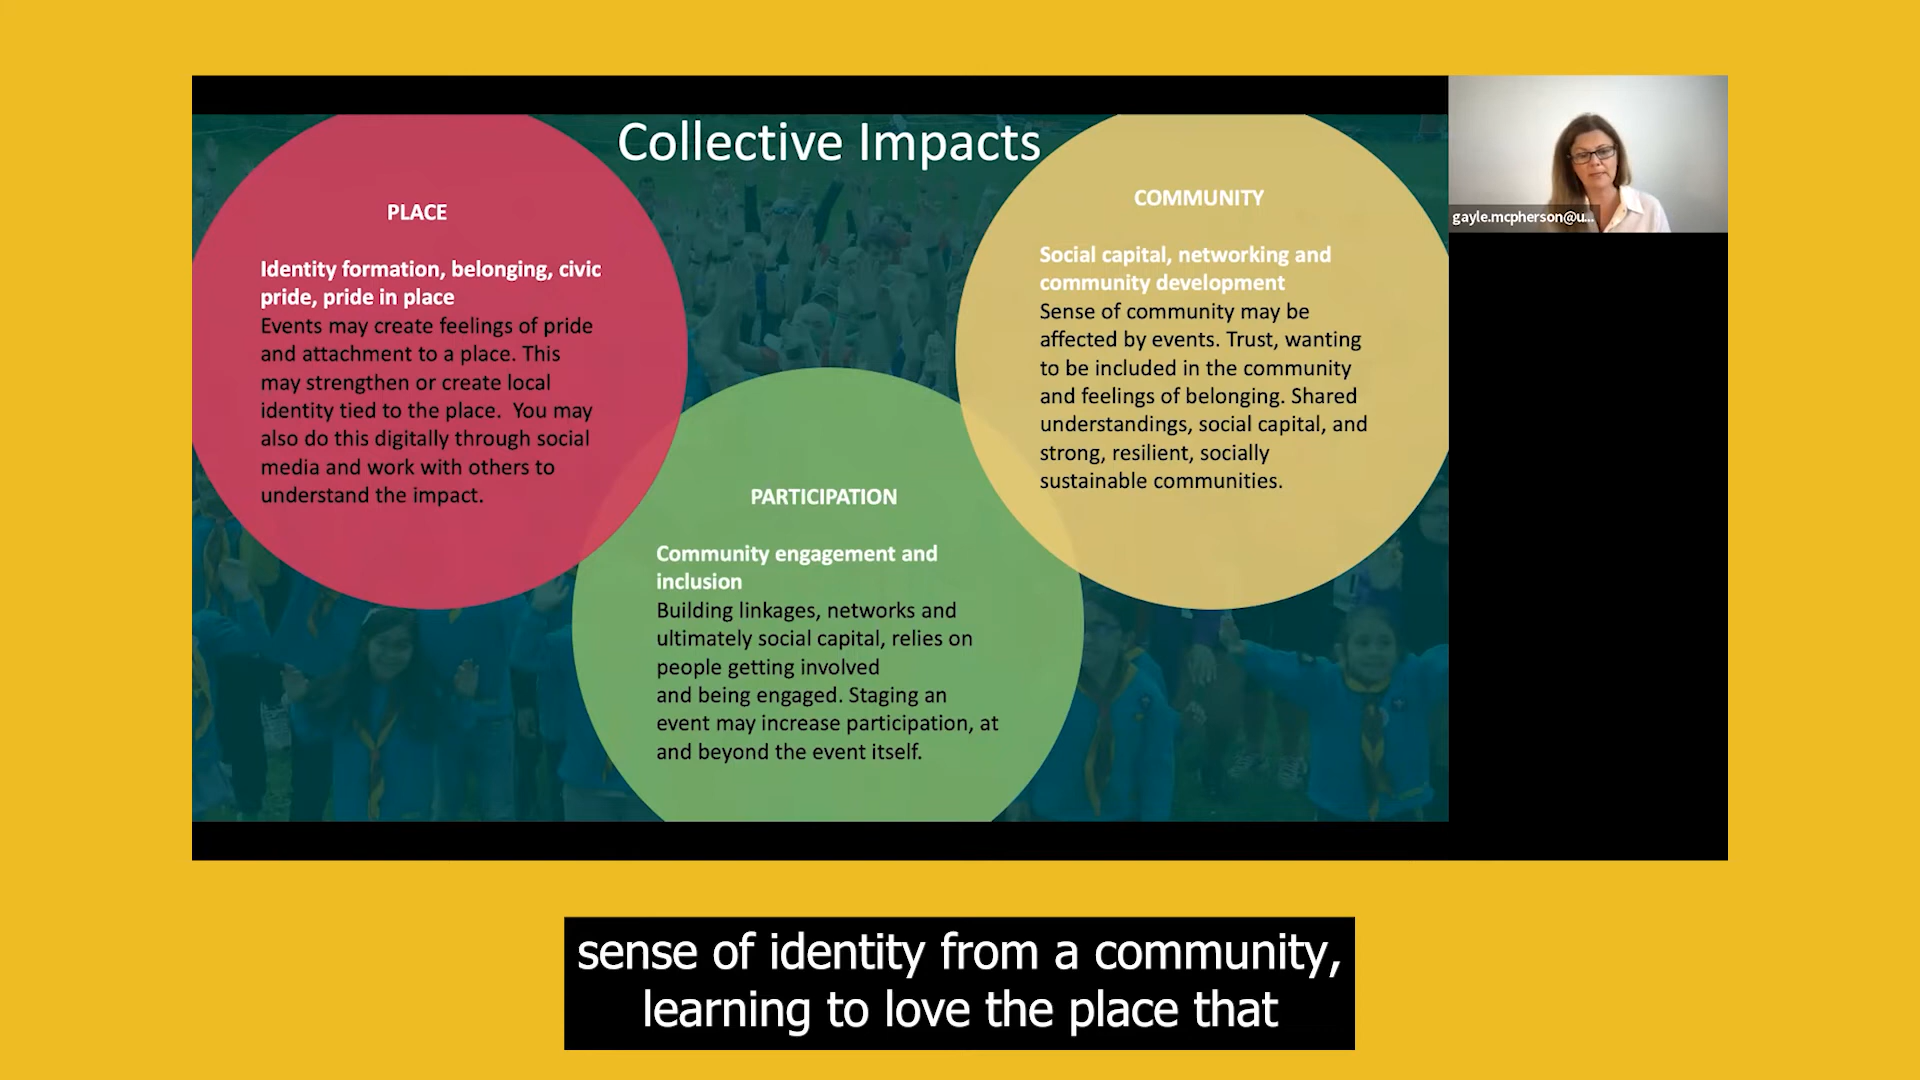 Collective Impacts
PLACE
Identity formation, belonging, civic
pride, pride in place
Events may create feelings of pride
and attachment to a place. This
may strengthen or create local
identity tied to the place.  You may
also do this digitally through social
media and work with others to
understand the impact.
PARTICIPATION
Community engagement and
inclusion
Building linkages, networks and
ultimately social capital, relies on
people getting involved
and being engaged. Staging an
event may increase participation, at
and beyond the event itself.
COMMUNITY
Social capital, networking and
community development
Sense of community may be
affected by events. Trust, wanting
to be included in the community
and feelings of belonging. Shared
understandings, social capital, and
strong, resilient, socially
sustainable communities.
gayle.mcpherson@u...
sense of identity from a community,
learning to love the place that